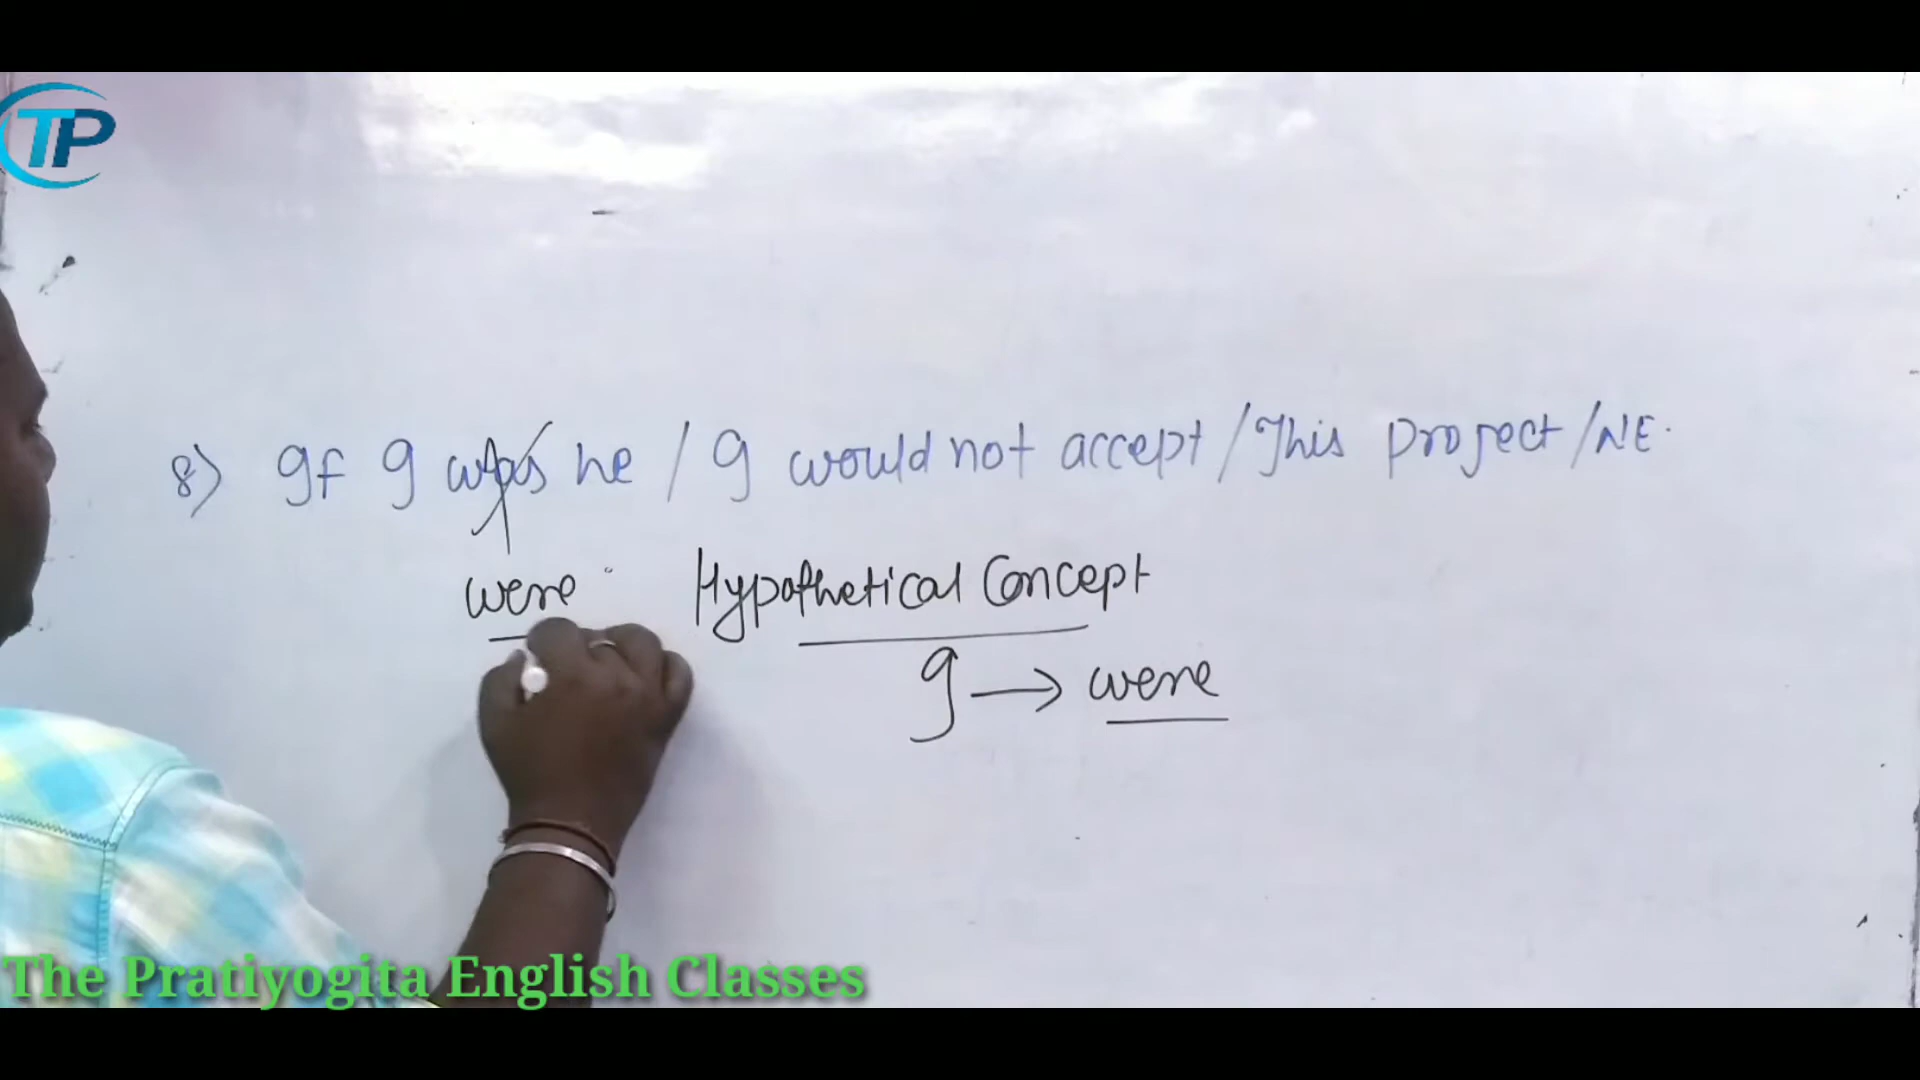 TP
8) If I was he / I would not accept / This Project / NE.
were Hypothetical Concept
I → were
The Pratiyogita English Classes